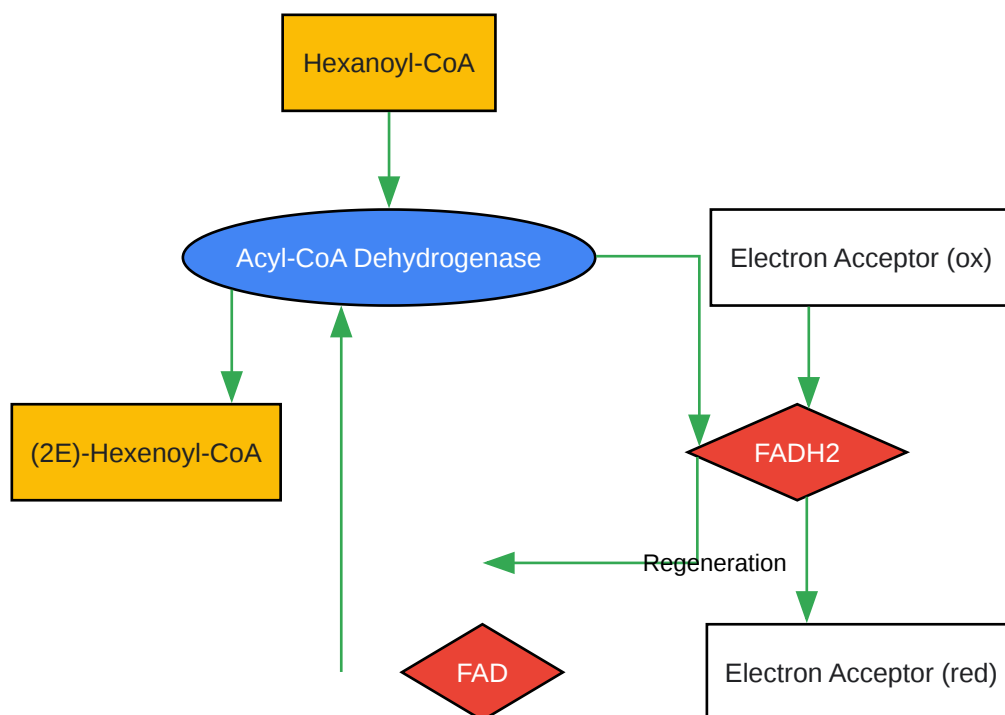 Hexanoyl-CoA
Acyl-CoA Dehydrogenase
Electron Acceptor (ox)
(2E)-Hexenoyl-CoA
FADH2
Regeneration
FAD
Electron Acceptor (red)